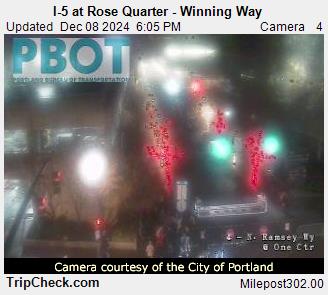 I-5 at Rose Quarter - Winning Way
Updated Dec 08 2024 6:05 PM Camera 4
PBOT
PORTLAND BUREAU OF TRANSPORTATION
4 - N. Ramsey Wy
@ One Ctr
Camera courtesy of the City of Portland
TripCheck.com Milepost302.00